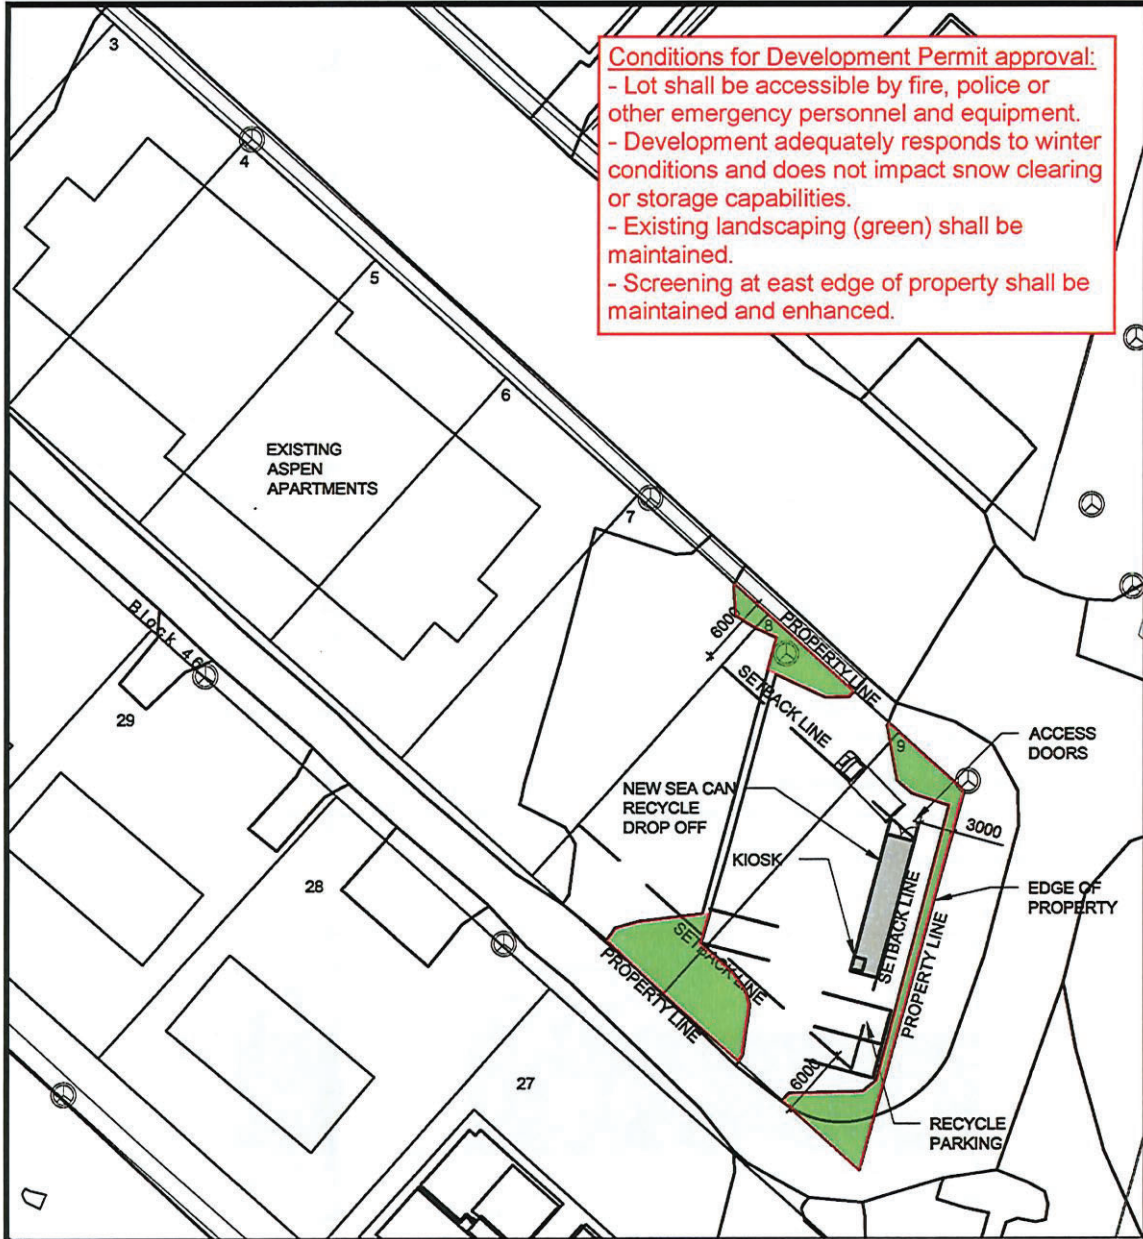 Conditions for Development Permit approval:
- Lot shall be accessible by fire, police or
other emergency personnel and equipment.
- Development adequately responds to winter
conditions and does not impact snow clearing
or storage capabilities.
- Existing landscaping (green) shall be
maintained.
- Screening at east edge of property shall be
maintained and enhanced.
3
4
5
6
EXISTING
ASPEN
APARTMENTS
7
Block 46
29
6000
8
PROPERTY LINE
SETBACK LINE
9
ACCESS
DOORS
NEW SEA CAN
RECYCLE
DROP OFF
3000
KIOSK
28
EDGE OF
PROPERTY
SETBACK LINE
PROPERTY LINE
SETBACK LINE
PROPERTY LINE
27
6000
RECYCLE
PARKING